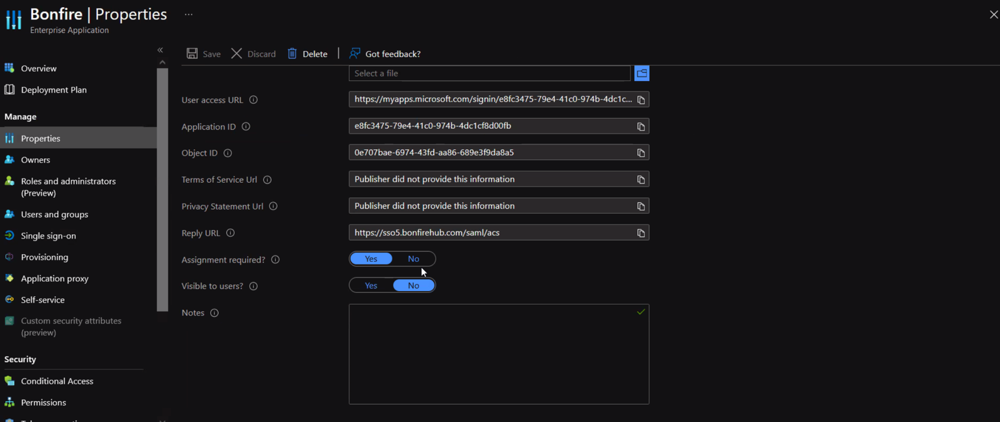 Bonfire | Properties
...
Enterprise Application
Save
Discard
Delete
Got feedback?
Overview
Deployment Plan
Manage
Properties
Owners
Roles and administrators
(Preview)
Users and groups
Single sign-on
Provisioning
Application proxy
Self-service
Custom security attributes
(preview)
Security
Conditional Access
Permissions
Select a file
User access URL
https://myapps.microsoft.com/signin/e8fc3475-79e4-41c0-974b-4dc1c...
Application ID
e8fc3475-79e4-41c0-974b-4dc1cf8d00fb
Object ID
0e707bae-6974-43fd-aa86-689e3f9da8a5
Terms of Service Url
Publisher did not provide this information
Privacy Statement Url
Publisher did not provide this information
Reply URL
https://sso5.bonfirehub.com/saml/acs
Assignment required?
Yes No
Visible to users?
Yes No
Notes